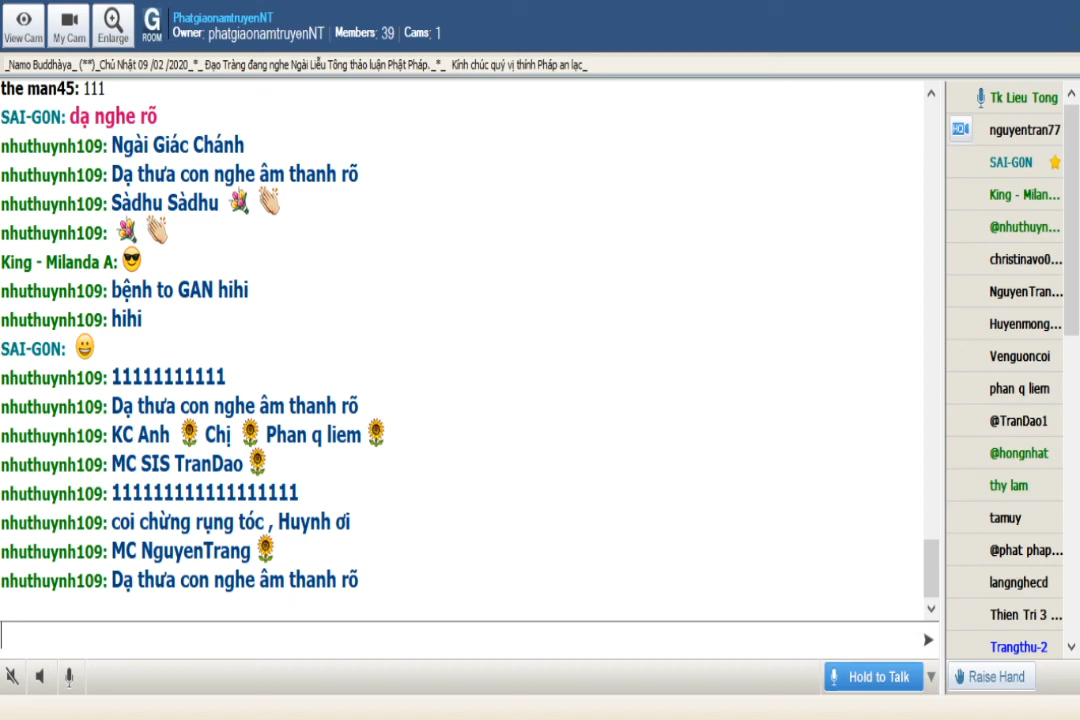 View Cam
My Cam
Enlarge
G
ROOM
PhatgiaonamtruyenNT
Owner: phatgiaonamtruyenNT | Members: 39 | Cams: 1
_Namo Buddhàya_ (**)_Chủ Nhật 09 /02 /2020_*_ Đạo Tràng đang nghe Ngài Liễu Tông thảo luận Phật Pháp._*_ Kính chúc quý vị thính Pháp an lạc_
the man45: 111
SAI-G0N: dạ nghe rõ
nhuthuynh109: Ngài Giác Chánh
nhuthuynh109: Dạ thưa con nghe âm thanh rõ
nhuthuynh109: Sàdhu Sàdhu
nhuthuynh109:
King - Milanda A:
nhuthuynh109: bệnh to GAN hihi
nhuthuynh109: hihi
SAI-G0N:
nhuthuynh109: 11111111111
nhuthuynh109: Dạ thưa con nghe âm thanh rõ
nhuthuynh109: KC Anh Chị Phan q liem
nhuthuynh109: MC SIS TranDao
nhuthuynh109: 111111111111111111
nhuthuynh109: coi chừng rụng tóc , Huynh ơi
nhuthuynh109: MC NguyenTrang
nhuthuynh109: Dạ thưa con nghe âm thanh rõ
Tk Lieu Tong
HD
nguyentran77
SAI-G0N
King - Milan...
@nhuthuyn...
christinavo0...
NguyenTran...
Huyenmong...
Venguoncoi
phan q liem
@TranDao1
@hongnhat
thy lam
tamuy
@phat phap...
langnghecd
Thien Tri 3 ...
Trangthu-2
Hold to Talk
Raise Hand